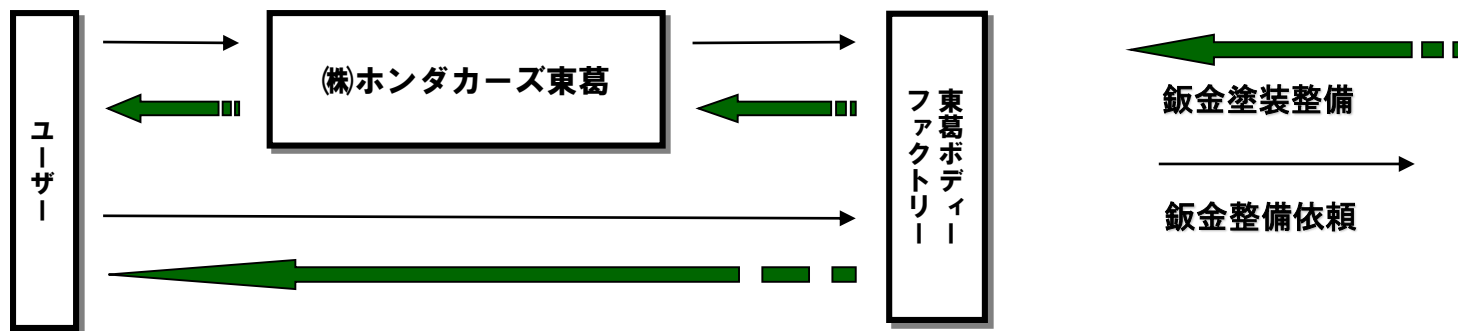 ユーザー
㈱ホンダカーズ東葛
東葛ボディー
ファクトリー
鈑金塗装整備
鈑金整備依頼